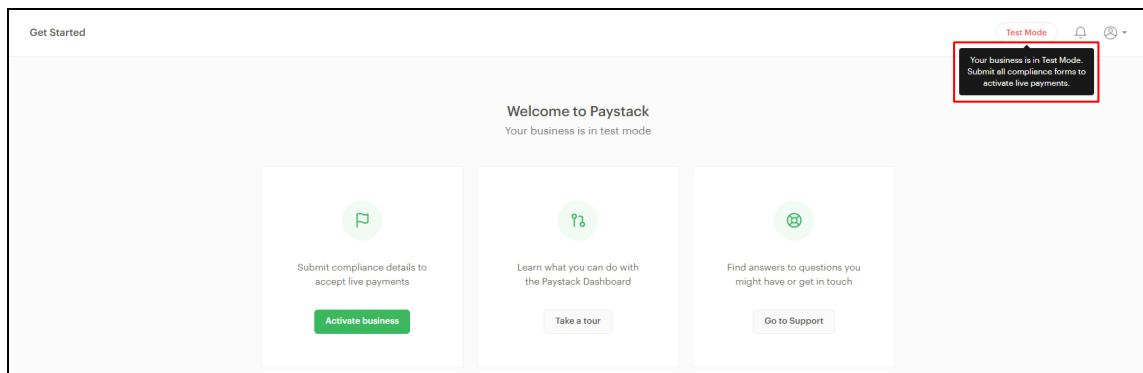 Get Started
Test Mode
Your business is in Test Mode.
Submit all compliance forms to
activate live payments.
Welcome to Paystack
Your business is in test mode
Submit compliance details to
accept live payments
Activate business
Learn what you can do with
the Paystack Dashboard
Take a tour
Find answers to questions you
might have or get in touch
Go to Support